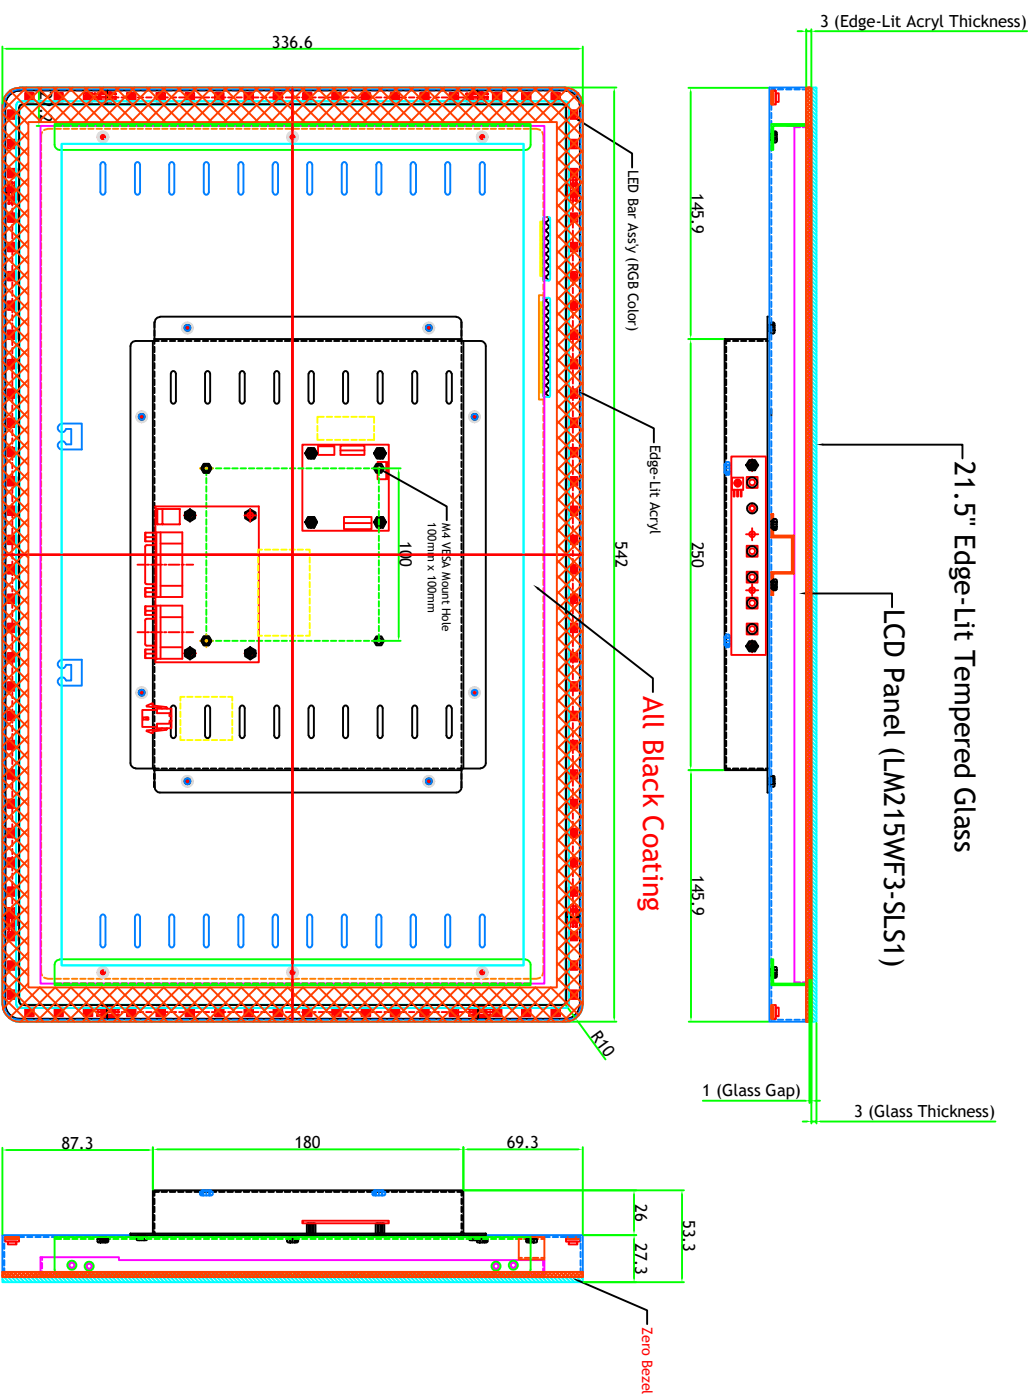 3 (Edge-Lit Acryl Thickness)
336.6
LED Bar Ass'y (RGB Color)
145.9
Edge-Lit Acryl
542
250
21.5" Edge-Lit Tempered Glass
LCD Panel (LM215WF3-SLS1)
M4 VESA Mount Hole
100mm x 100mm
100
All Black Coating
145.9
R10
1 (Glass Gap)
3 (Glass Thickness)
87.3
180
69.3
26
27.3
53.3
Zero Bezel